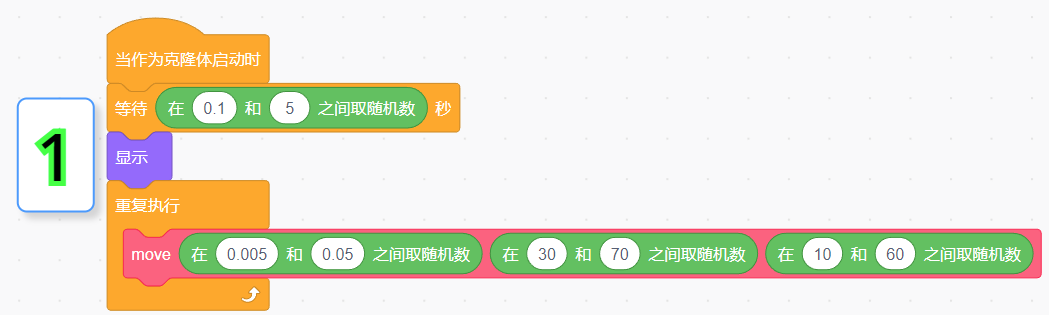 当作为克隆体启动时
等待 在 0.1 和 5 之间取随机数 秒
1
显示
重复执行
move 在 0.005 和 0.05 之间取随机数 在 30 和 70 之间取随机数 在 10 和 60 之间取随机数